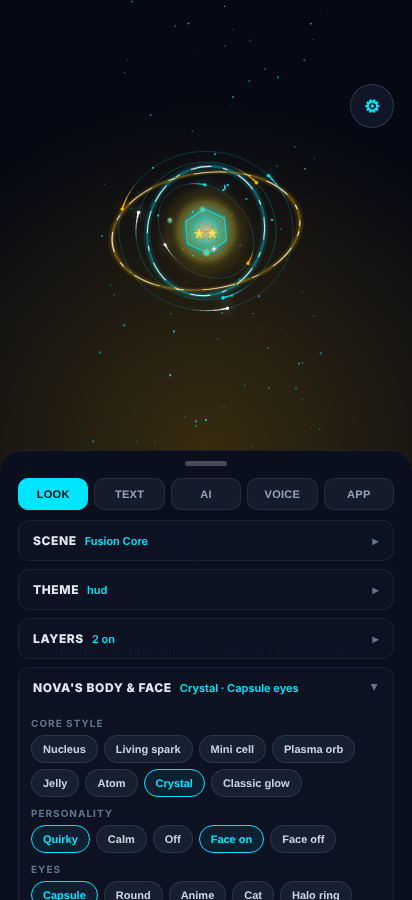 LOOK TEXT AI VOICE APP
SCENE Fusion Core
THEME hud
LAYERS 2 on
NOVA'S BODY & FACE Crystal · Capsule eyes
CORE STYLE
Nucleus Living spark Mini cell Plasma orb
Jelly Atom Crystal Classic glow
PERSONALITY
Quirky Calm Off Face on Face off
EYES
Capsule Round Anime Cat Halo ring